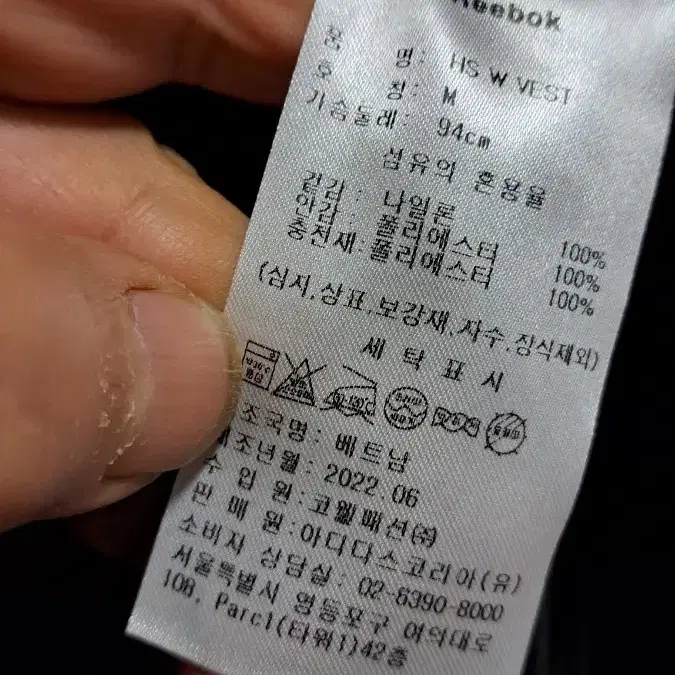 Reebok
품 명 : HS W VEST
호 칭 : M
가슴둘레 : 94cm
섬유의 혼용율
겉감 : 나일론 100%
안감 : 폴리에스터 100%
충전재 : 폴리에스터 100%
(심지,상표,보강재,자수,장식제외)
세 탁 표 시
조국명 : 베트남
제조년월 : 2022.06
수 입 원 : 코웰패션(주)
판 매 원 : 아디다스코리아(유)
소비자 상담실 : 02-6390-8000
서울특별시 영등포구 여의대로
108, Parc1(타워1)42층